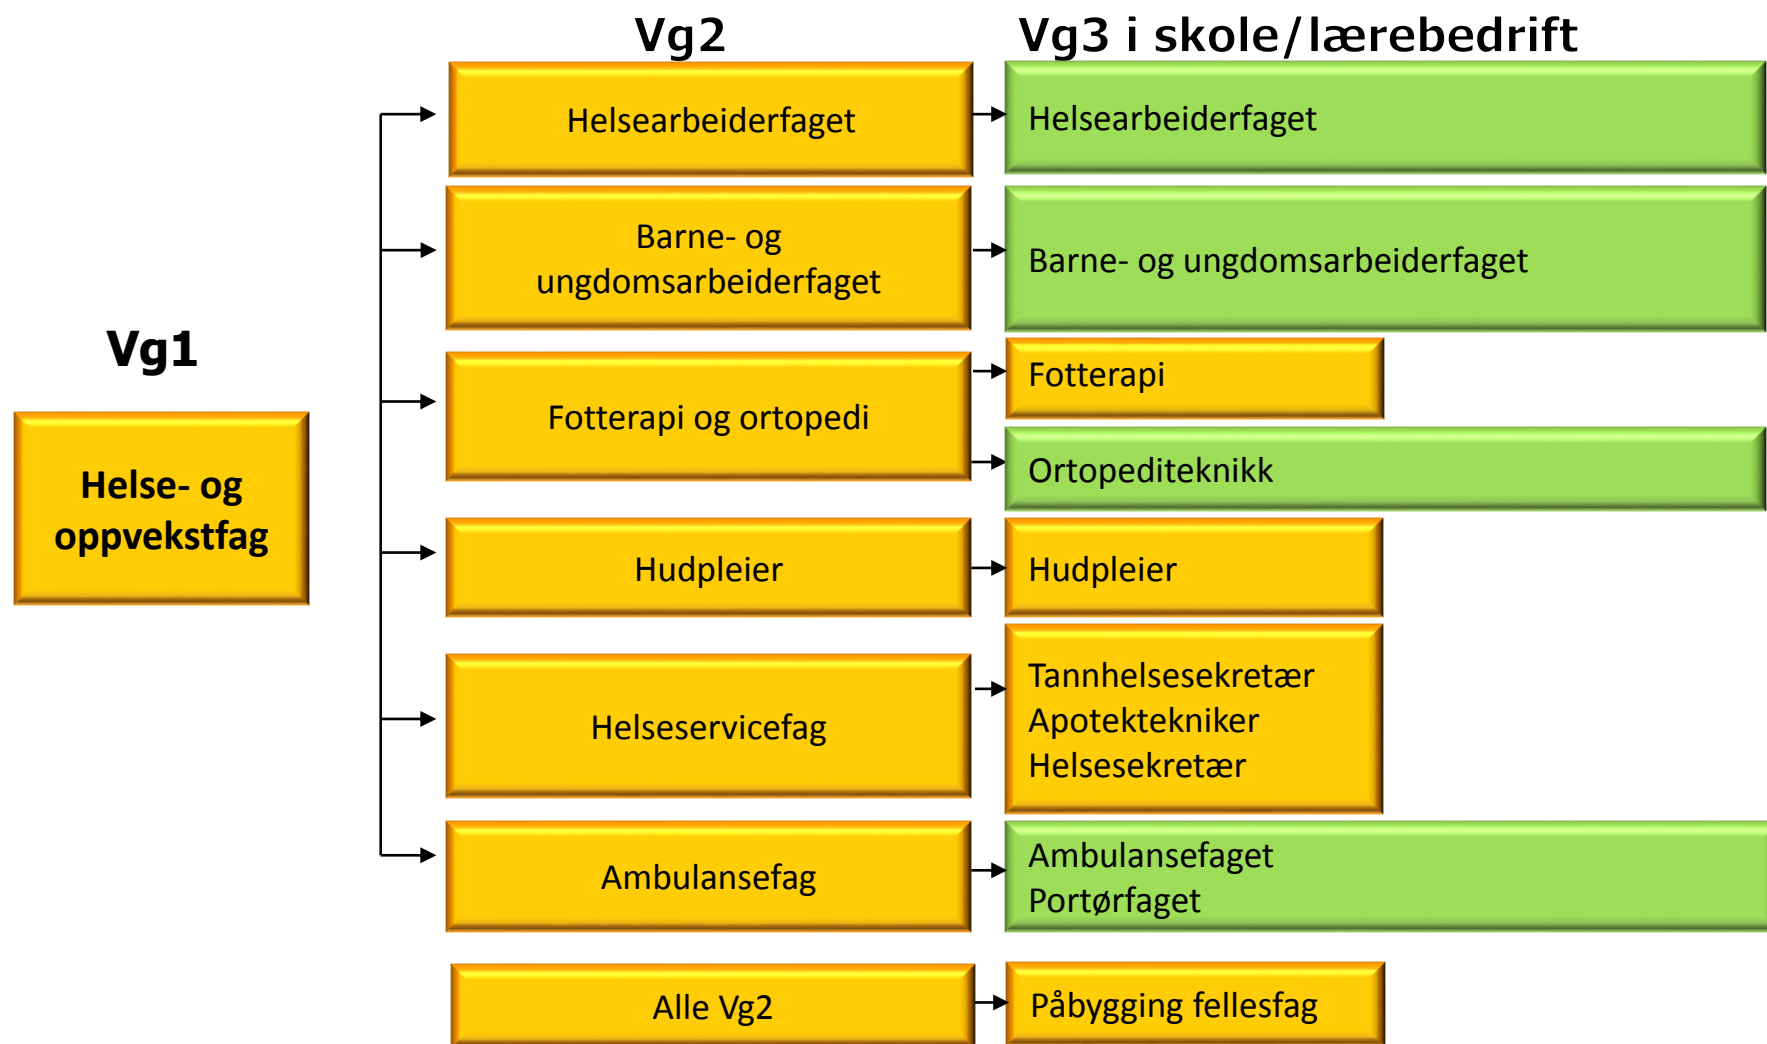 Vg2
Vg3 i skole/lærebedrift
Helsearbeiderfaget
Helsearbeiderfaget
Barne- og
ungdomsarbeiderfaget
Barne- og ungdomsarbeiderfaget
Vg1
Helse- og
oppvekstfag
Fotterapi og ortopedi
Fotterapi
Ortopediteknikk
Hudpleier
Hudpleier
Helseservicefag
Tannhelsesekretær
Apotektekniker
Helsesekretær
Ambulansefag
Ambulansefaget
Portørfaget
Alle Vg2
Påbygging fellesfag